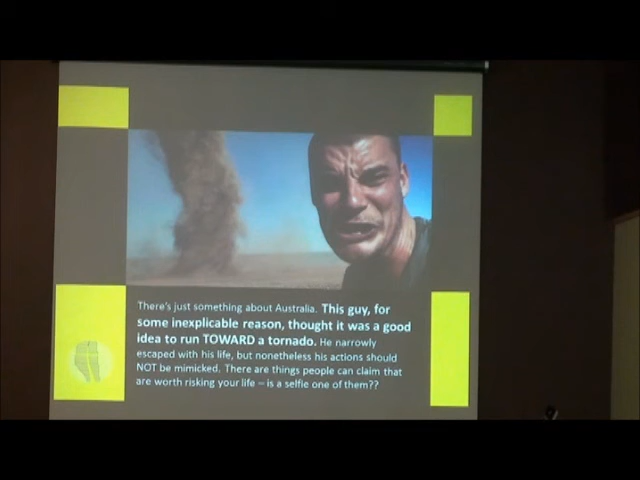 There's just something about Australia. This guy, for
some inexplicable reason, thought it was a good
idea to run TOWARD a tornado. He narrowly
escaped with his life, but nonetheless his actions should
NOT be mimicked. There are things people can claim that
are worth risking your life – is a selfie one of them??